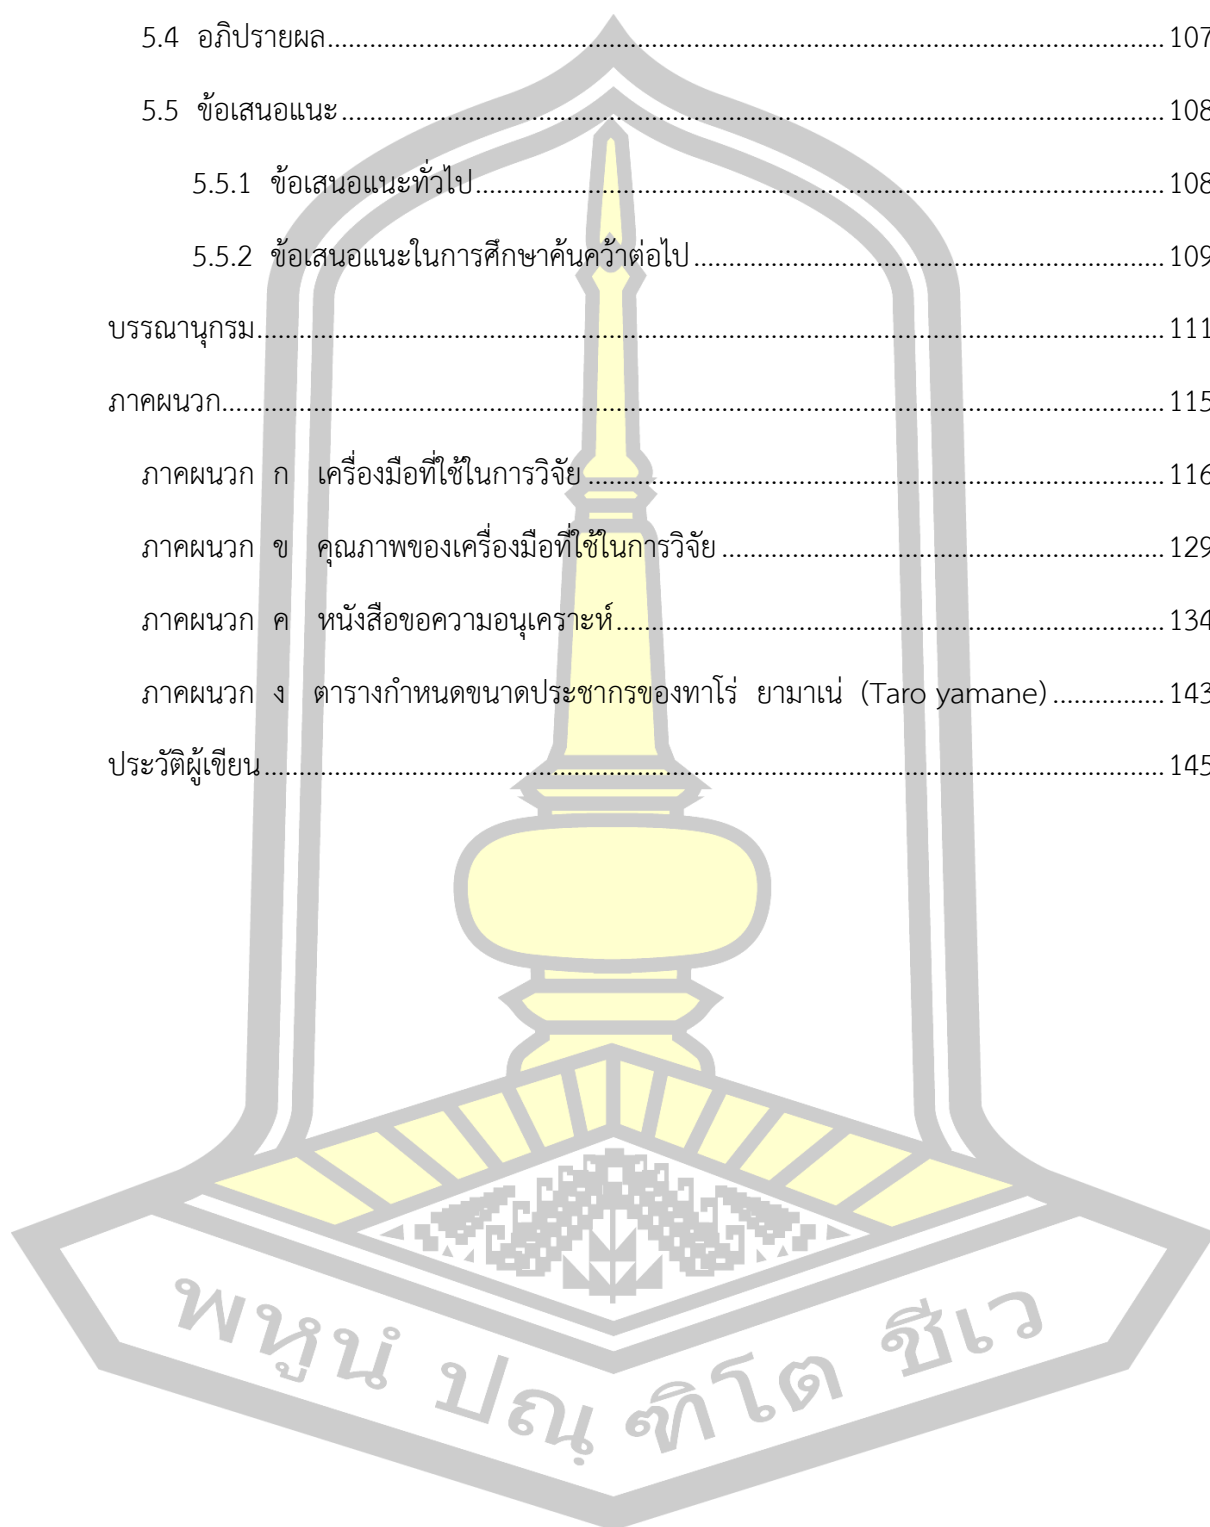 5.4 อภิปรายผล........................................ 107
5.5 ข้อเสนอแนะ........................................ 108
5.5.1 ข้อเสนอแนะทั่วไป........................................ 108
5.5.2 ข้อเสนอแนะในการศึกษาค้นคว้าต่อไป........................................ 109
บรรณานุกรม........................................ 111
ภาคผนวก........................................ 115
ภาคผนวก ก เครื่องมือที่ใช้ในการวิจัย........................................ 116
ภาคผนวก ข คุณภาพของเครื่องมือที่ใช้ในการวิจัย........................................ 129
ภาคผนวก ค หนังสือขอความอนุเคราะห์........................................ 134
ภาคผนวก ง ตารางกำหนดขนาดประชากรของทาโร่ ยามาเน่ (Taro yamane)................ 143
ประวัติผู้เขียน........................................ 145
พหูนํ ปณฺฑิโต ชีเว